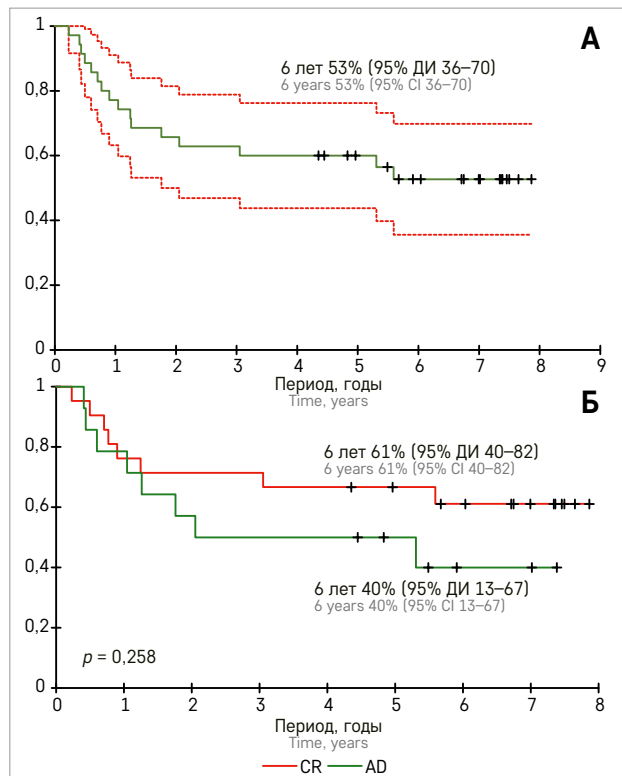 А
6 лет 53% (95% ДИ 36–70)
6 years 53% (95% CI 36–70)
1
0,8
0,6
0,4
0,2
0
0 1 2 3 4 5 6 7 8 9
Период, годы
Time, years
Б
6 лет 61% (95% ДИ 40–82)
6 years 61% (95% CI 40–82)
6 лет 40% (95% ДИ 13–67)
6 years 40% (95% CI 13–67)
1
0,8
0,6
0,4
0,2
0
p = 0,258
0 1 2 3 4 5 6 7 8
Период, годы
Time, years
CR AD